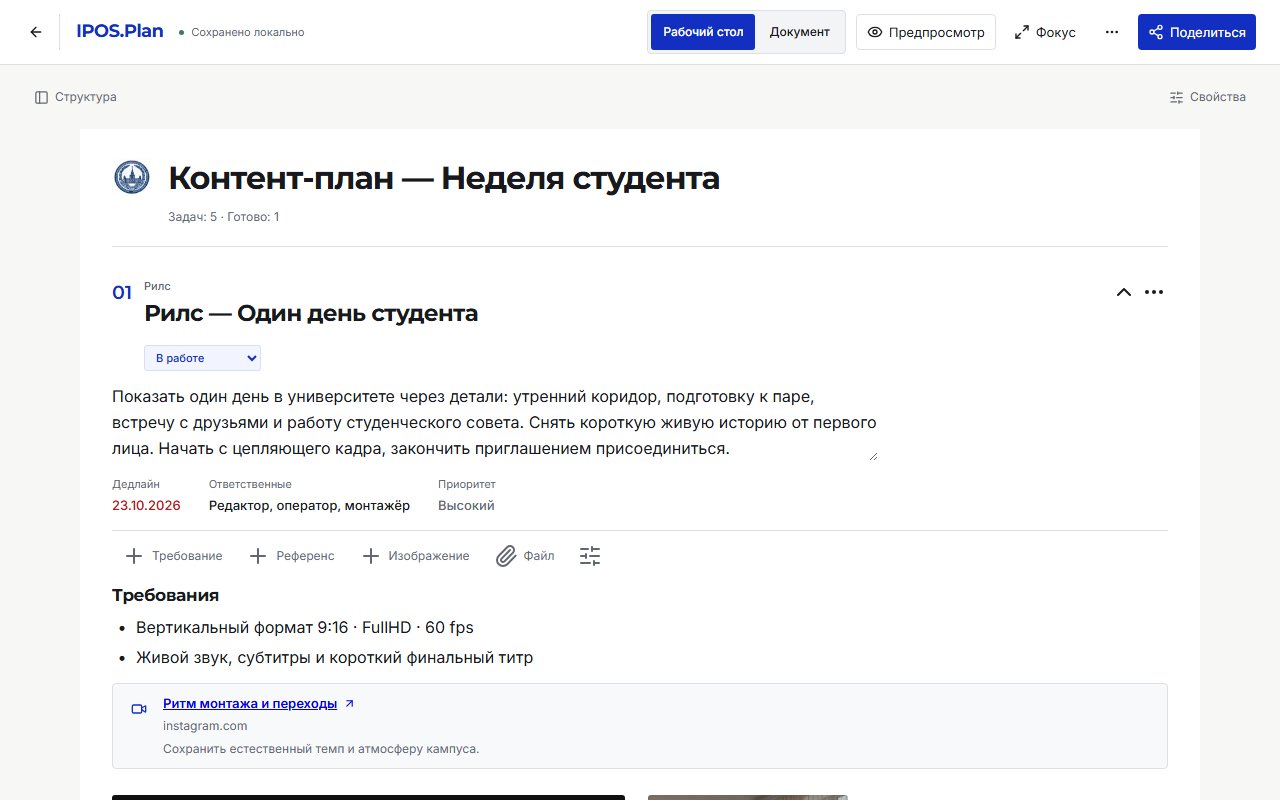 IPOS.Plan
Сохранено локально
Рабочий стол
Документ
Предпросмотр
Фокус
Поделиться
Структура
Свойства
Контент-план — Неделя студента
Задач: 5 · Готово: 1
01
Рилс
Рилс — Один день студента
В работе
Показать один день в университете через детали: утренний коридор, подготовку к паре,
встречу с друзьями и работу студенческого совета. Снять короткую живую историю от первого
лица. Начать с цепляющего кадра, закончить приглашением присоединиться.
Дедлайн
Ответственные
Приоритет
23.10.2026
Редактор, оператор, монтажёр
Высокий
Требование
Референс
Изображение
Файл
Требования
• Вертикальный формат 9:16 · FullHD · 60 fps
• Живой звук, субтитры и короткий финальный титр
Ритм монтажа и переходы
instagram.com
Сохранить естественный темп и атмосферу кампуса.